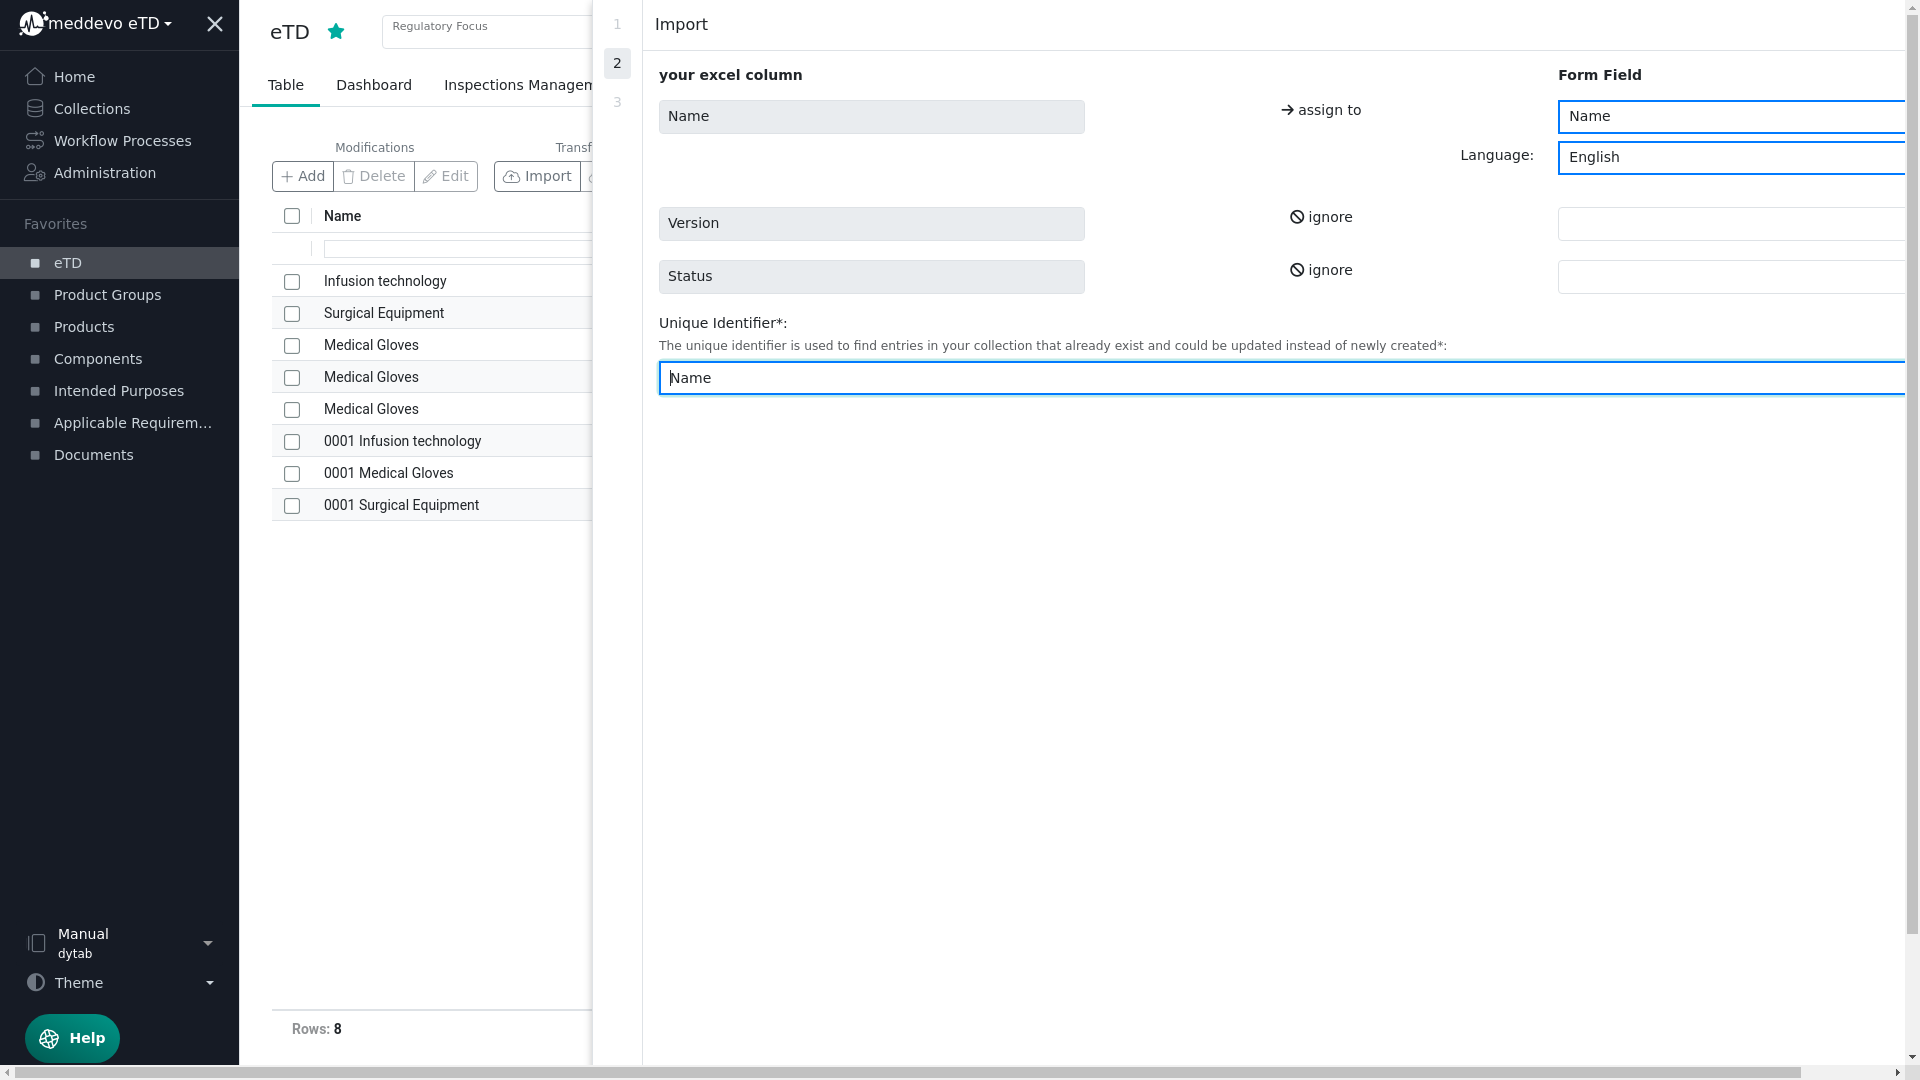 meddevo eTD
Home
Collections
Workflow Processes
Administration
Favorites
eTD
Product Groups
Products
Components
Intended Purposes
Applicable Requirem...
Documents
Manual
dytab
Theme
Help
eTD
Regulatory Focus
Table
Dashboard
Inspections Managem
Modifications
Transf
Add
Delete
Edit
Import
Name
Infusion technology
Surgical Equipment
Medical Gloves
Medical Gloves
Medical Gloves
0001 Infusion technology
0001 Medical Gloves
0001 Surgical Equipment
Rows: 8
1
2
3
Import
your excel column
Form Field
Name
assign to
Name
Language:
English
Version
ignore
Status
ignore
Unique Identifier*:
The unique identifier is used to find entries in your collection that already exist and could be updated instead of newly created*:
Name